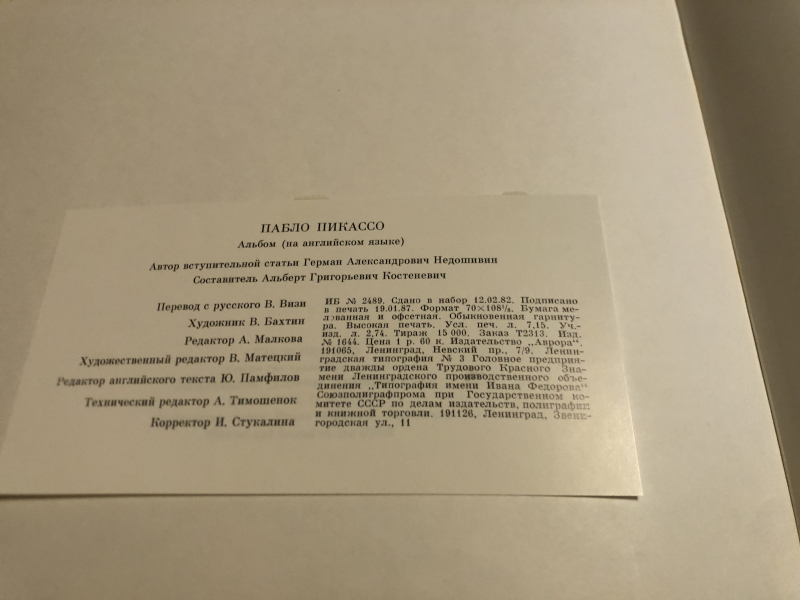 ПАБЛО ПИКАССО
Альбом (на английском языке)
Автор вступительной статьи Герман Александрович Недошивин
Составитель Альберт Григорьевич Костеневич
Перевод с русского В. Визи
Художник В. Бахтин
Редактор А. Малкова
Художественный редактор В. Матецкий
Редактор английского текста Ю. Памфилов
Технический редактор А. Тимошенок
Корректор И. Стукалина
ИБ № 2489. Сдано в набор 12.02.82. Подписано
в печать 19.01.87. Формат 70×108¹/₈. Бумага ме-
лованная и офсетная. Обыкновенная гарниту-
ра. Высокая печать. Усл. печ. л. 7,15. Уч.-
изд. л. 2,74. Тираж 15 000. Заказ Т2313. Изд.
№ 1644. Цена 1 р. 60 к. Издательство „Аврора“.
191065, Ленинград, Невский пр., 7/9. Ленин-
градская типография № 3 Головное предприя-
тие дважды ордена Трудового Красного Зна-
мени Ленинградского производственного объе-
динения „Типография имени Ивана Федорова“
Союзполиграфпрома при Государственном ко-
митете СССР по делам издательств, полиграфии
и книжной торговли. 191126, Ленинград, Звени-
городская ул., 11